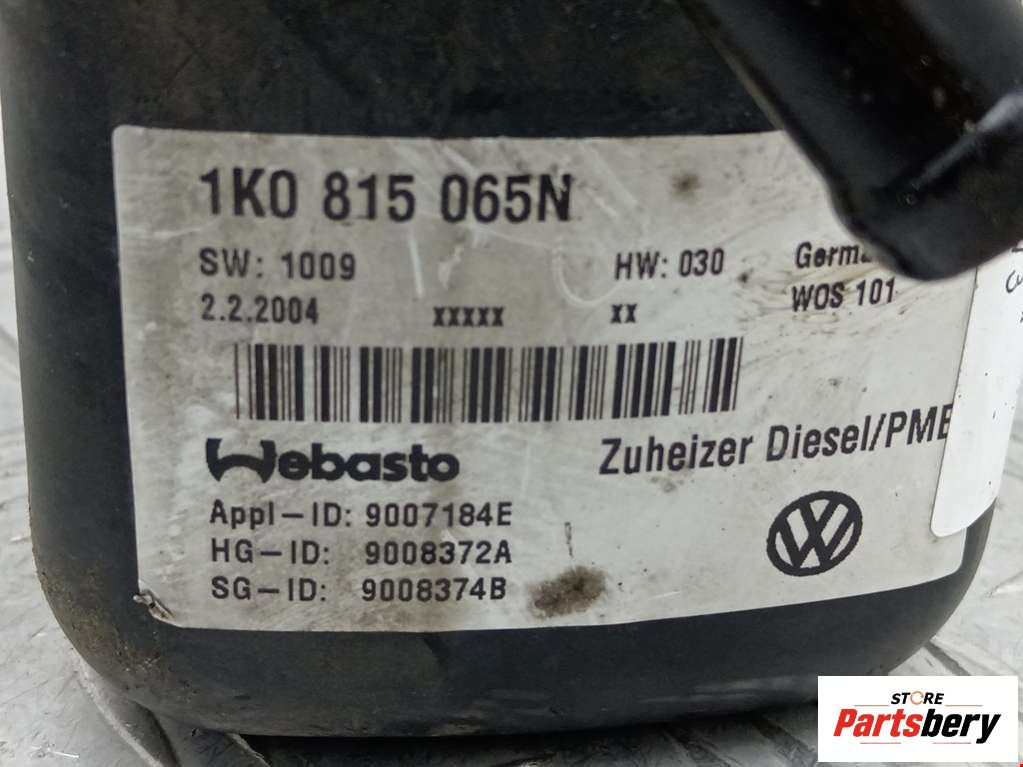 1K0 815 065N
SW: 1009 HW: 030
2.2.2004 xxxxx xx WOS 101
Webasto Zuheizer Diesel/PME
Appl-ID: 9007184E
HG-ID: 9008372A
SG-ID: 9008374B
STORE
Partsbery